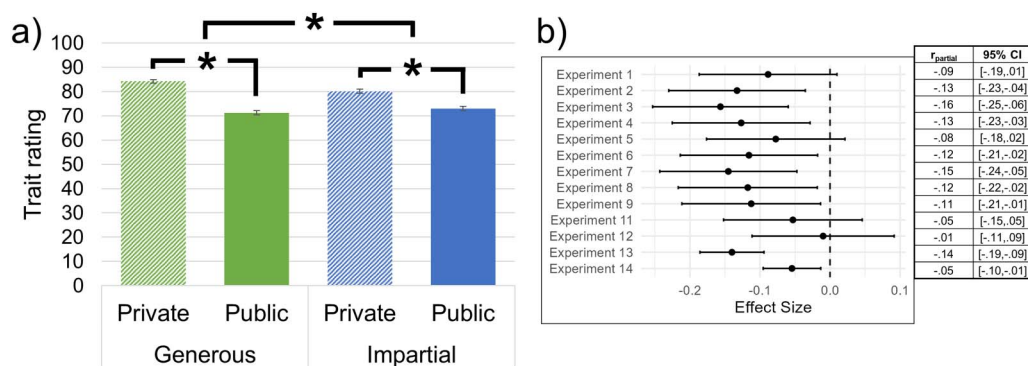 a)
*
* *
100
90
80
70
60
50
40
30
20
10
0
Trait rating
Private Public Private Public
Generous Impartial
b)
Experiment 1
Experiment 2
Experiment 3
Experiment 4
Experiment 5
Experiment 6
Experiment 7
Experiment 8
Experiment 9
Experiment 11
Experiment 12
Experiment 13
Experiment 14
-0.2 -0.1 0.0 0.1
Effect Size
rpartial 95% CI
-.09 [-.19,.01]
-.13 [-.23,-.04]
-.16 [-.25,-.06]
-.13 [-.23,-.03]
-.08 [-.18,.02]
-.12 [-.21,-.02]
-.15 [-.24,-.05]
-.12 [-.22,-.02]
-.11 [-.21,-.01]
-.05 [-.15,.05]
-.01 [-.11,.09]
-.14 [-.19,-.09]
-.05 [-.10,-.01]